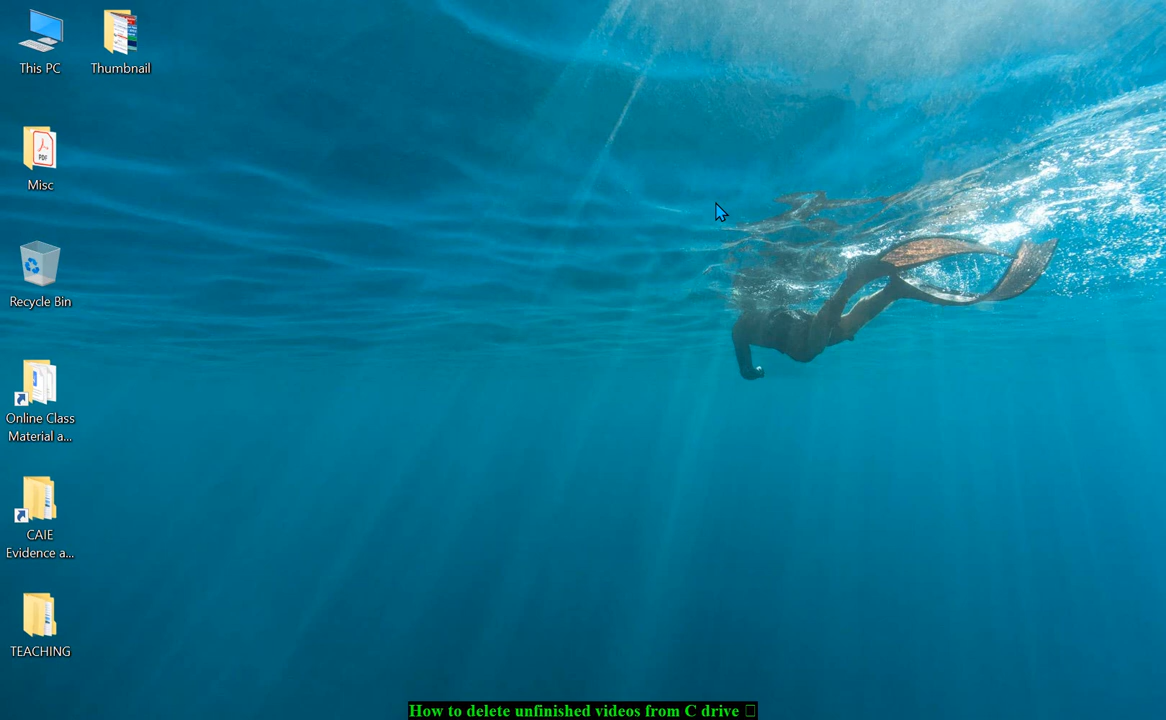 This PC
Thumbnail
PDF
Misc
Recycle Bin
Online Class
Material a...
CAIE
Evidence a...
TEACHING
How to delete unfinished videos from C drive